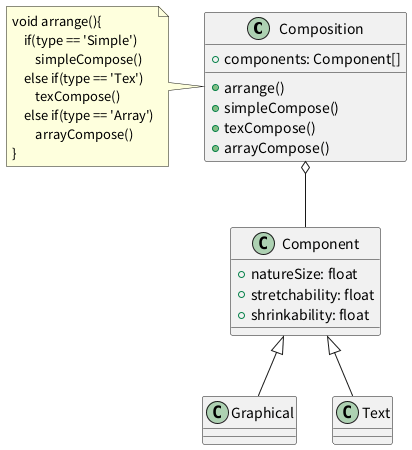 void arrange(){
if(type == 'Simple')
simpleCompose()
else if(type == 'Tex')
texCompose()
else if(type == 'Array')
arrayCompose()
}
C Composition
components: Component[]
arrange()
simpleCompose()
texCompose()
arrayCompose()
C Component
natureSize: float
stretchability: float
shrinkability: float
C Graphical
C Text